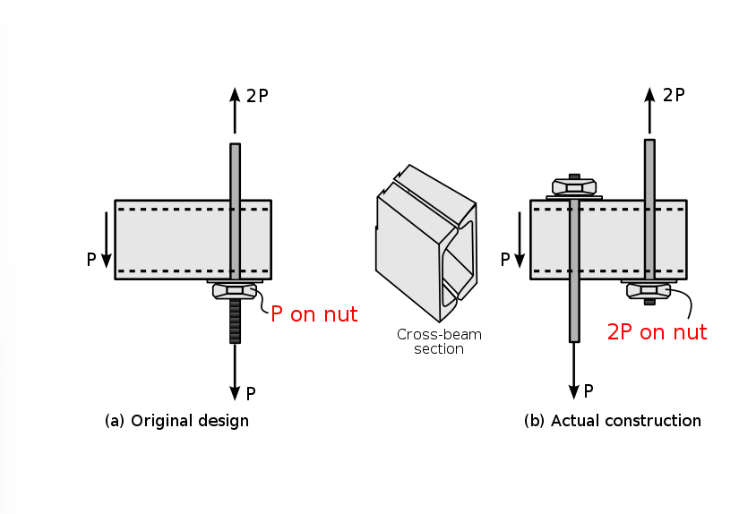 2P
P
P on nut
P
(a) Original design
Cross-beam
section
2P
P
2P on nut
P
(b) Actual construction